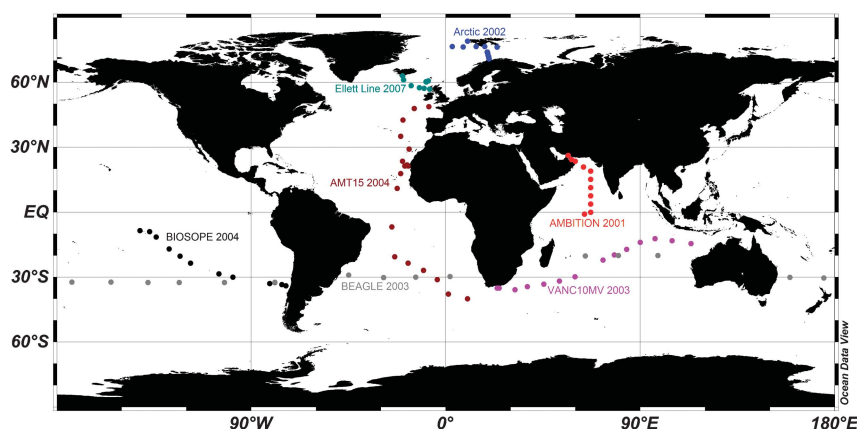 Arctic 2002
60°N
Ellett Line 2007
30°N
AMT15 2004
EQ
AMBITION 2001
BIOSOPE 2004
30°S
BEAGLE 2003
VANC10MV 2003
60°S
Ocean Data View
90°W
0°
90°E
180°E